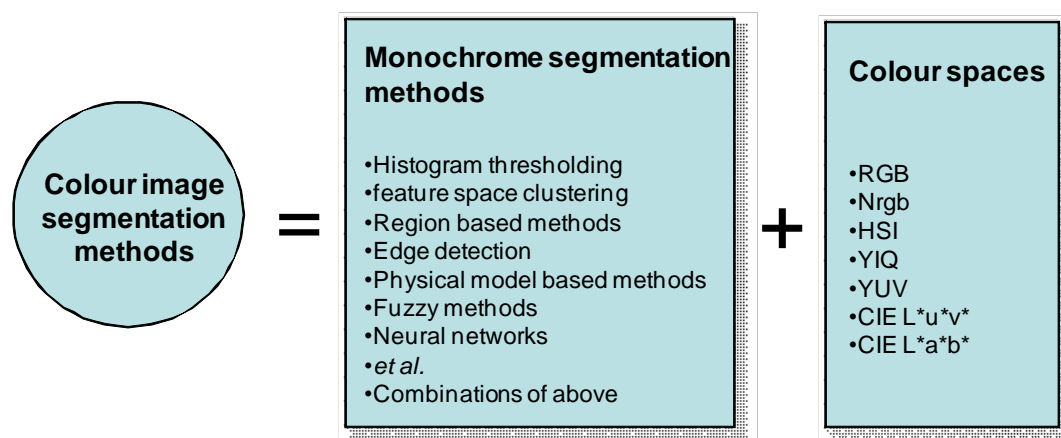 Colour image
segmentation
methods
=
Monochrome segmentation
methods
•Histogram thresholding
•feature space clustering
•Region based methods
•Edge detection
•Physical model based methods
•Fuzzy methods
•Neural networks
•et al.
•Combinations of above
+
Colour spaces
•RGB
•Nrgb
•HSI
•YIQ
•YUV
•CIE L*u*v*
•CIE L*a*b*